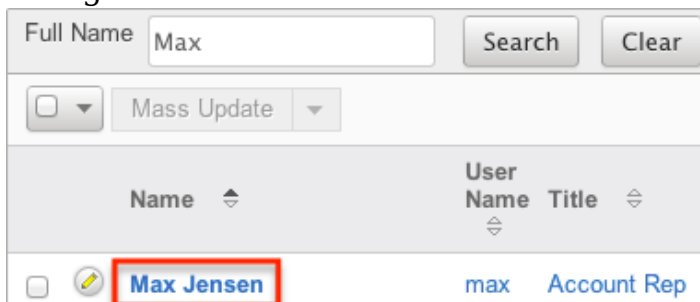 Full Name Max Search Clear
Mass Update
User
Name Name Title
Max Jensen max Account Rep